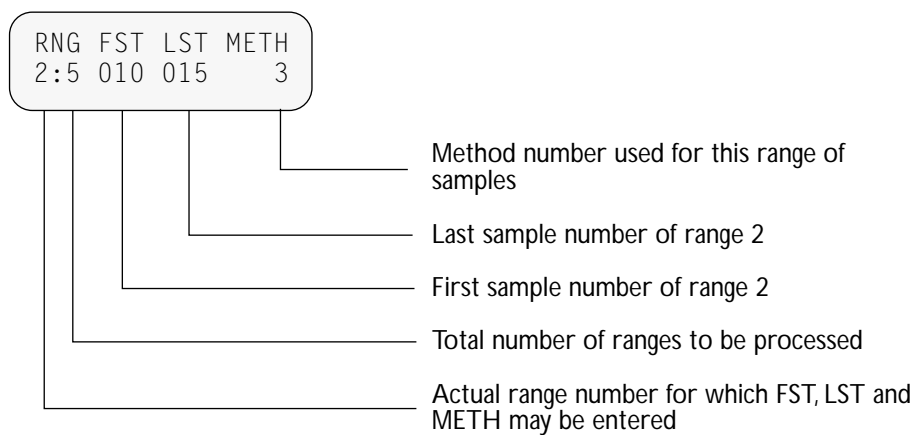 RNG FST LST METH
2:5 010 015 3
Method number used for this range of
samples
Last sample number of range 2
First sample number of range 2
Total number of ranges to be processed
Actual range number for which FST, LST and
METH may be entered